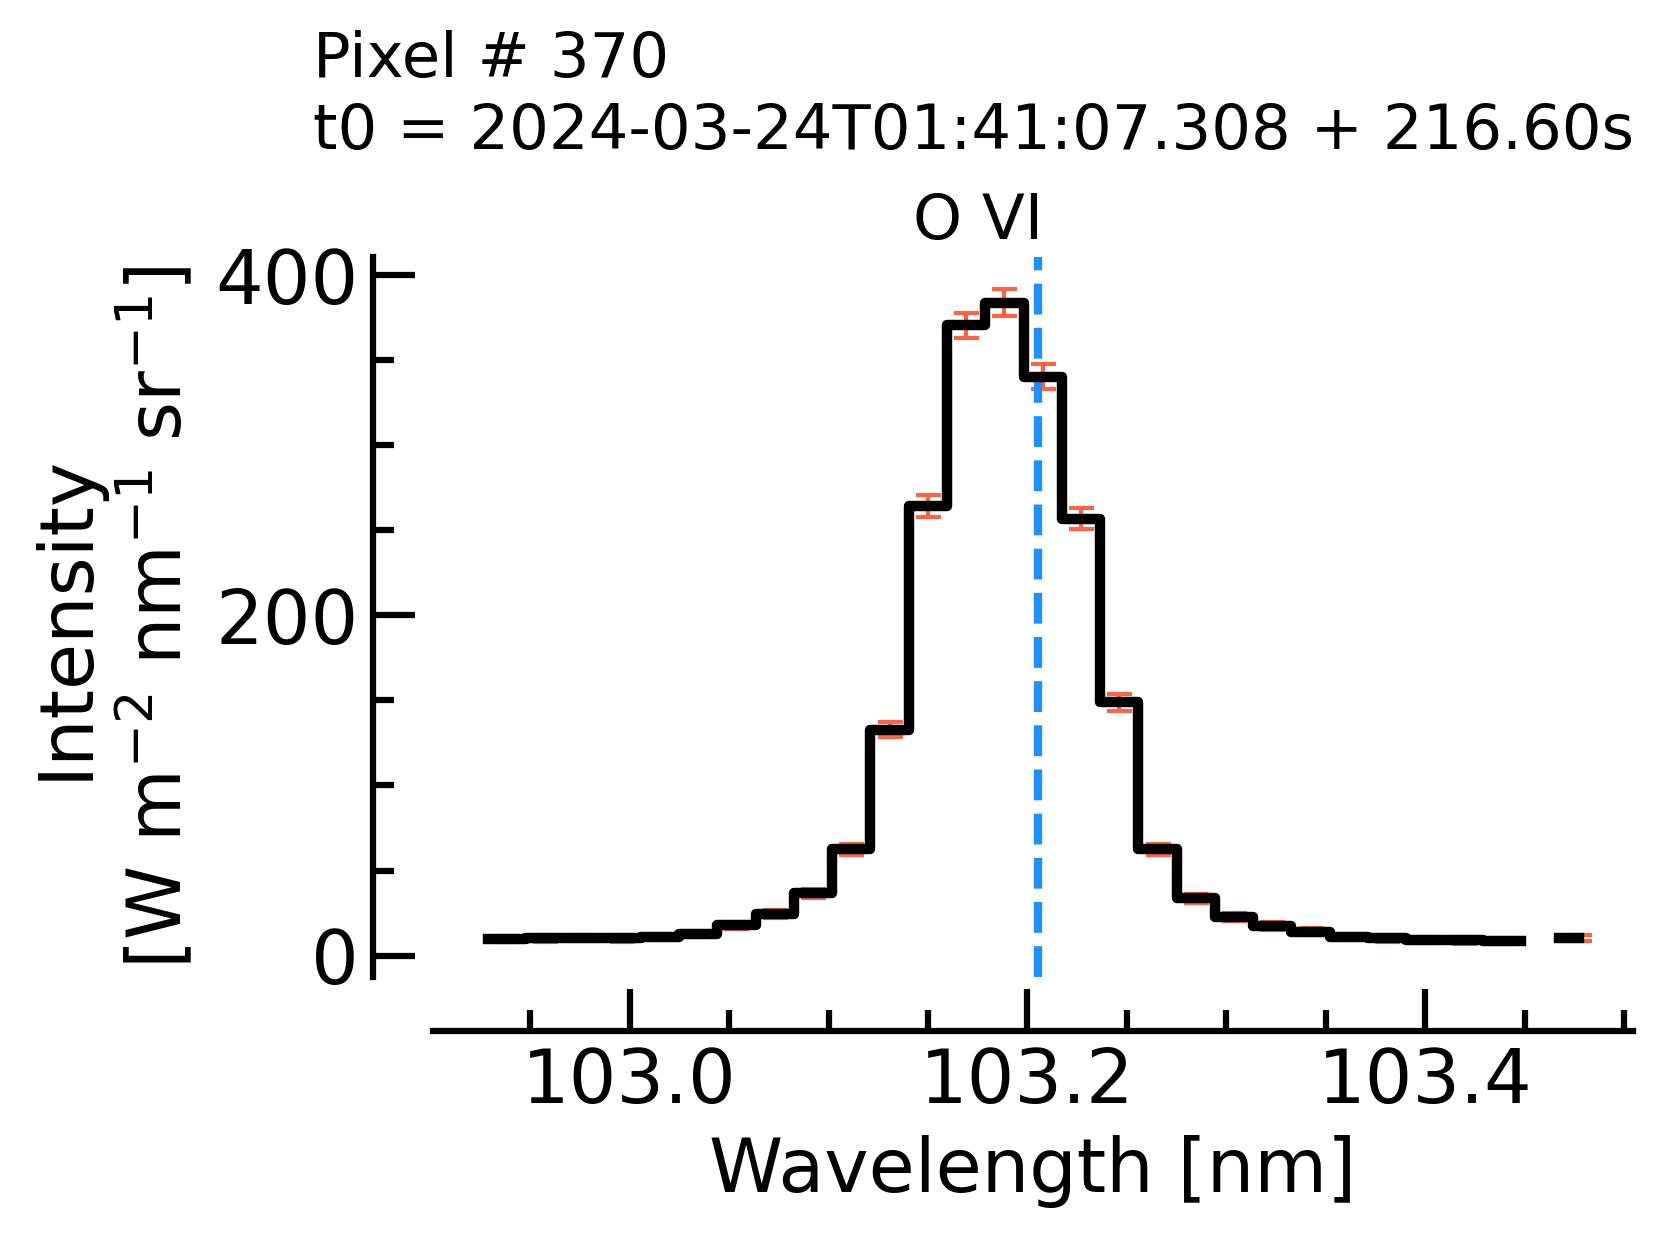 Pixel # 370
t0 = 2024-03-24T01:41:07.308 + 216.60s
O VI
Intensity
[W m⁻² nm⁻¹ sr⁻¹]
400
200
0
103.0 103.2 103.4
Wavelength [nm]